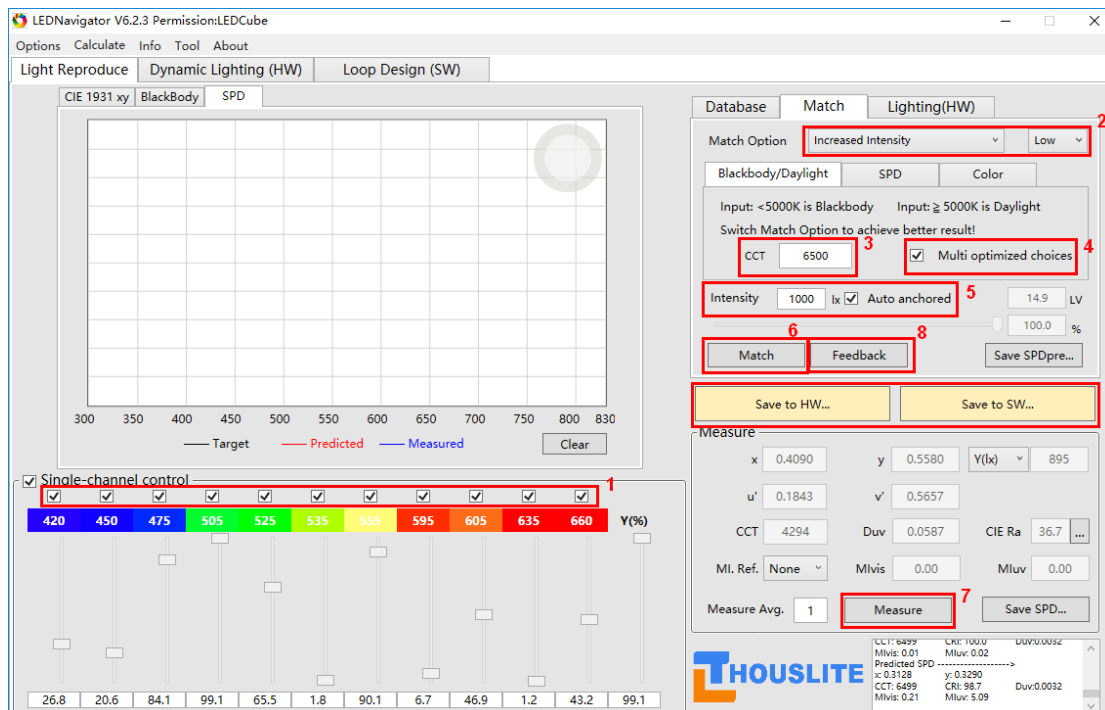 LEDNavigator V6.2.3 Permission:LEDCube
Options Calculate Info Tool About
Light Reproduce Dynamic Lighting (HW) Loop Design (SW)
CIE 1931 xy BlackBody SPD
300 350 400 450 500 550 600 650 700 750 800 830
Target Predicted Measured Clear
Single-channel control
1
420 450 475 505 525 535 555 595 605 635 660 Y(%)
26.8 20.6 84.1 99.1 65.5 1.8 90.1 6.7 46.9 1.2 43.2 99.1
Database Match Lighting(HW)
2
Match Option Increased Intensity Low
Blackbody/Daylight SPD Color
Input: <5000K is Blackbody Input: ≧ 5000K is Daylight
Switch Match Option to achieve better result!
CCT 6500 3 Multi optimized choices 4
Intensity 1000 lx Auto anchored 5 14.9 LV
100.0 %
6 8
Match Feedback Save SPDpre...
Save to HW... Save to SW...
Measure
x 0.4090 y 0.5580 Y(lx) 895
u' 0.1843 v' 0.5657
CCT 4294 Duv 0.0587 CIE Ra 36.7 ...
MI. Ref. None MIvis 0.00 MIuv 0.00
Measure Avg. 1 Measure 7 Save SPD...
THOUSLITE
CCT: 6499 CRI: 100.0 Duv:0.0032
MIvis: 0.01 MIuv: 0.02
Predicted SPD ------------------->
x: 0.3128 y: 0.3290
CCT: 6499 CRI: 98.7 Duv:0.0032
MIvis: 0.21 MIuv: 5.09